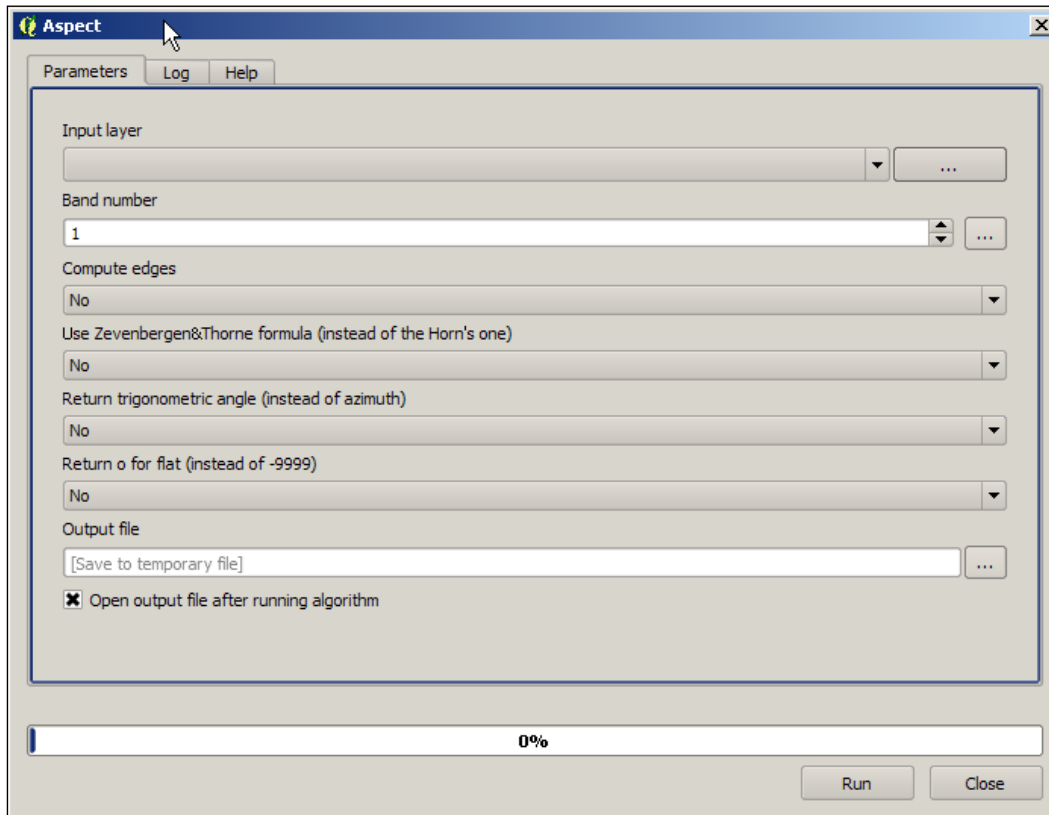 Aspect
Parameters Log Help
Input layer
...
Band number
1 ...
Compute edges
No
Use Zevenbergen&Thorne formula (instead of the Horn's one)
No
Return trigonometric angle (instead of azimuth)
No
Return o for flat (instead of -9999)
No
Output file
[Save to temporary file] ...
Open output file after running algorithm
0%
Run Close